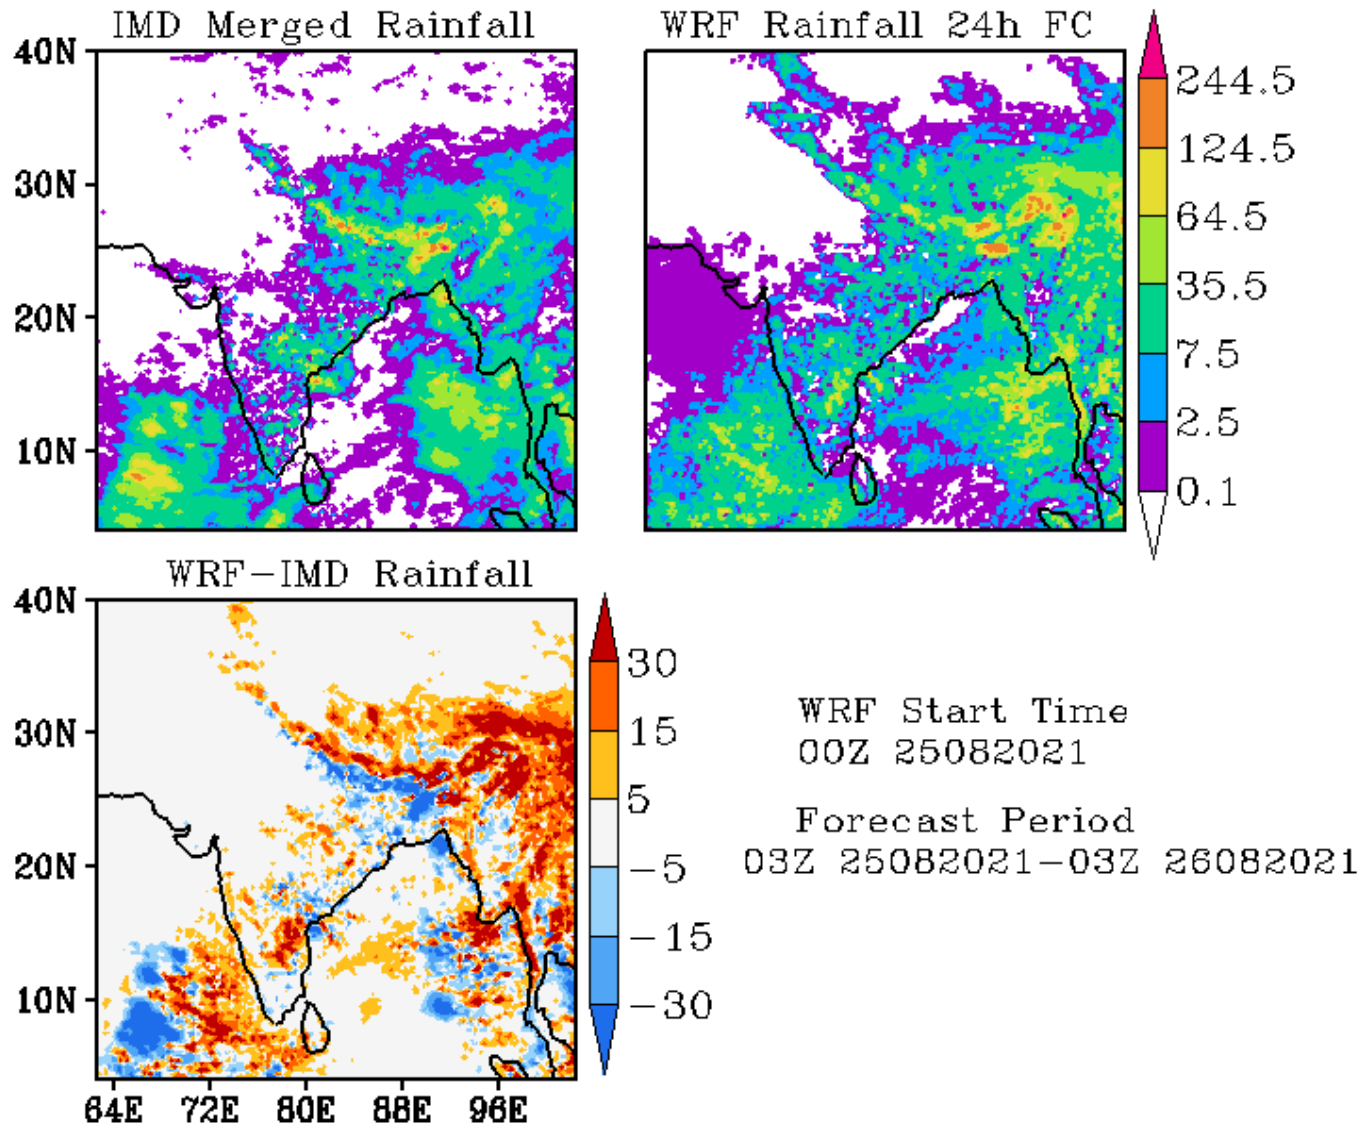 IMD Merged Rainfall
WRF Rainfall 24h FC
40N
30N
20N
10N
244.5
124.5
64.5
35.5
7.5
2.5
0.1
WRF-IMD Rainfall
40N
30N
20N
10N
64E 72E 80E 88E 96E
30
15
5
-5
-15
-30
WRF Start Time
00Z 25082021
Forecast Period
03Z 25082021-03Z 26082021